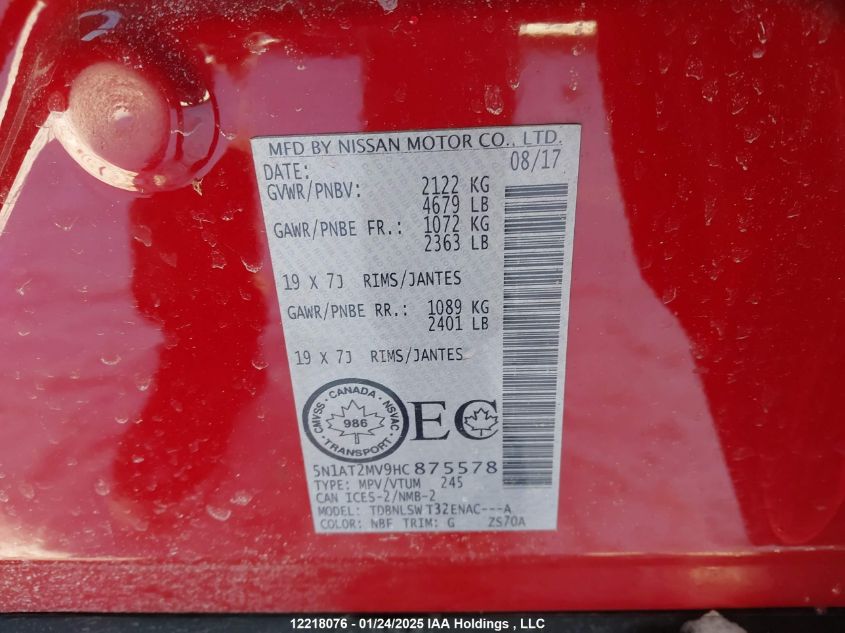 MFD BY NISSAN MOTOR CO., LTD.
DATE: 08/17
GVWR/PNBV: 2122 KG
4679 LB
GAWR/PNBE FR.: 1072 KG
2363 LB
19 X 7J RIMS/JANTES
GAWR/PNBE RR.: 1089 KG
2401 LB
19 X 7J RIMS/JANTES
CANADA
CMVSS 986 NSVAC
TRANSPORT
EC
5N1AT2MV9HC875578
TYPE: MPV/VTUM 245
CAN ICES-2/NMB-2
MODEL: TDBNLSW T32ENAC---A
COLOR: NBF TRIM: G ZS70A
12218076 - 01/24/2025 IAA Holdings , LLC